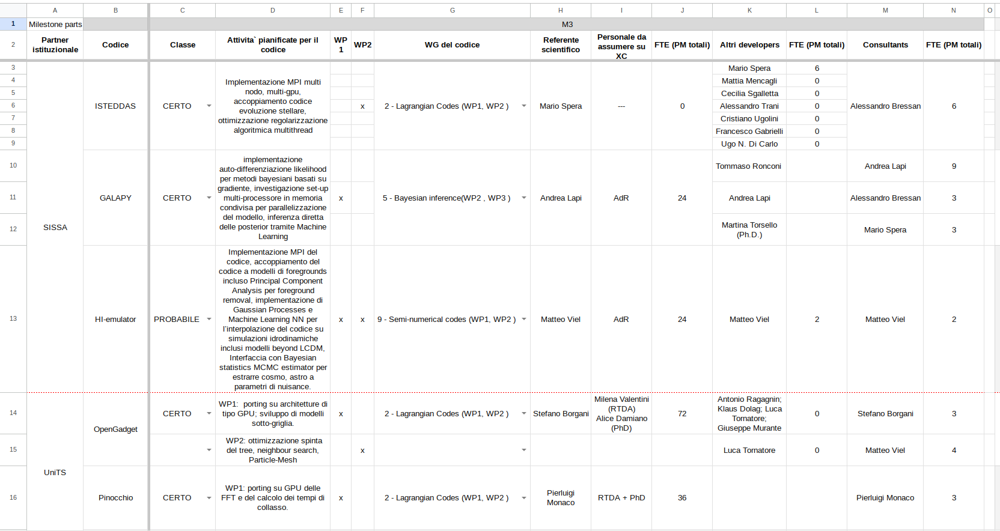 A B C D E F G H I J K L M N O
1 Milestone parts M3
2 Partner istituzionale Codice Classe Attivita` pianificate per il codice WP 1 WP2 WG del codice Referente scientifico Personale da assumere su XC FTE (PM totali) Altri developers FTE (PM totali) Consultants FTE (PM totali)
3 Mario Spera 6
4 Mattia Mencagli 0
5 Cecilia Sgalletta 0
6 Alessandro Trani 0
7 Cristiano Ugolini 0
8 Francesco Gabrielli 0
9 Ugo N. Di Carlo 0
SISSA
ISTEDDAS
CERTO
Implementazione MPI multi
nodo, multi-gpu,
accoppiamento codice
evoluzione stellare,
ottimizzazione regolarizzazione
algoritmica multithread
x
2 - Lagrangian Codes (WP1, WP2 )
Mario Spera
---
0
Alessandro Bressan
6
10
11
12
GALAPY
CERTO
implementazione
auto-differenziazione likelihood
per metodi bayesiani basati su
gradiente, investigazione set-up
multi-processore in memoria
condivisa per parallelizzazione
del modello, inferenza diretta
delle posterior tramite Machine
Learning
x
5 - Bayesian inference(WP2 , WP3 )
Andrea Lapi
AdR
24
Tommaso Ronconi
Andrea Lapi
9
Andrea Lapi
Alessandro Bressan
3
Martina Torsello
(Ph.D.)
Mario Spera
3
13
HI-emulator
PROBABILE
Implementazione MPI del
codice, accoppiamento del
codice a modelli di foregrounds
incluso Principal Component
Analysis per foreground
removal, implementazione di
Gaussian Processes e
Machine Learning NN per
l'interpolazione del codice su
simulazioni idrodinamiche
inclusi modelli beyond LCDM,
Interfaccia con Bayesian
statistics MCMC estimator per
estrarre cosmo, astro a
parametri di nuisance.
x
x
9 - Semi-numerical codes (WP1, WP2 )
Matteo Viel
AdR
24
Matteo Viel
2
Matteo Viel
2
14
UniTS
OpenGadget
CERTO
WP1:  porting su architetture di
tipo GPU; sviluppo di modelli
sotto-griglia.
x
2 - Lagrangian Codes (WP1, WP2 )
Stefano Borgani
Milena Valentini
(RTDA)
Alice Damiano
(PhD)
72
Antonio Ragagnin;
Klaus Dolag; Luca
Tornatore;
Giuseppe Murante
0
Stefano Borgani
3
15
WP2: ottimizzazione spinta
del tree, neighbour search,
Particle-Mesh
x
Luca Tornatore
0
Matteo Viel
4
16
Pinocchio
CERTO
WP1: porting su GPU delle
FFT e del calcolo dei tempi di
collasso.
x
2 - Lagrangian Codes (WP1, WP2 )
Pierluigi
Monaco
RTDA + PhD
36
Pierluigi Monaco
3